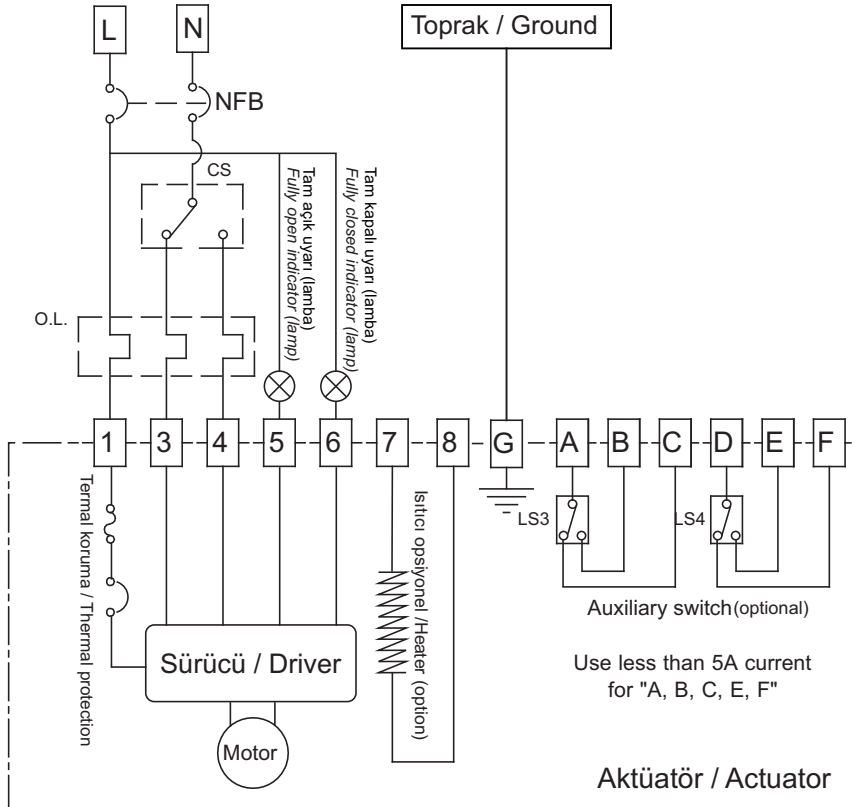 L
N
Toprak / Ground
NFB
CS
Tam açık uyarı (lamba)
Fully open indicator (lamp)
Tam kapalı uyarı (lamba)
Fully closed indicator (lamp)
O.L.
1
3
4
5
6
7
8
G
A
B
C
D
E
F
Termal koruma / Thermal protection
Isıtıcı opsiyonel /Heater (option)
LS3
LS4
Auxiliary switch(optional)
Sürücü / Driver
Use less than 5A current
for "A, B, C, E, F"
Motor
Aktüatör / Actuator